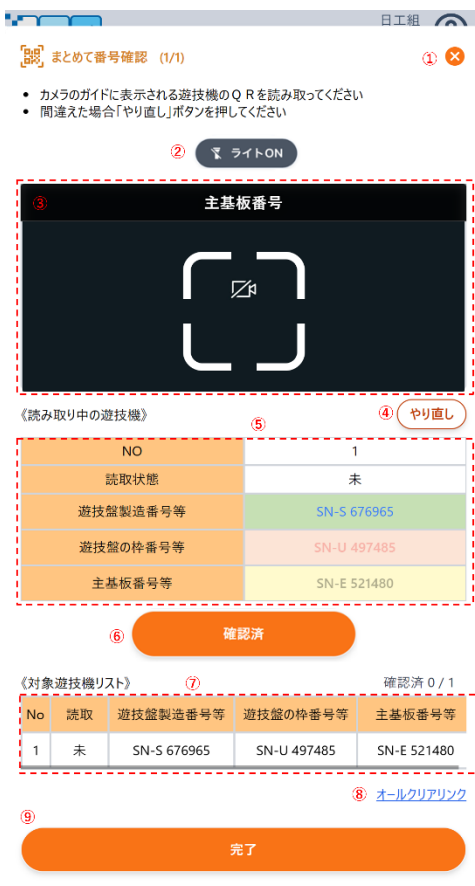 日工組
まとめて番号確認 (1/1) ①
• カメラのガイドに表示される遊技機のQRを読み取ってください
• 間違えた場合「やり直し」ボタンを押してください
② ライトON
③ 主基板番号
《読み取り中の遊技機》 ⑤ ④ やり直し
NO 1
読取状態 未
遊技盤製造番号等 SN-S 676965
遊技盤の枠番号等 SN-U 497485
主基板番号等 SN-E 521480
⑥ 確認済
《対象遊技機リスト》 ⑦ 確認済 0 / 1
No 読取 遊技盤製造番号等 遊技盤の枠番号等 主基板番号等
1 未 SN-S 676965 SN-U 497485 SN-E 521480
⑧ オールクリアリンク
⑨
完了